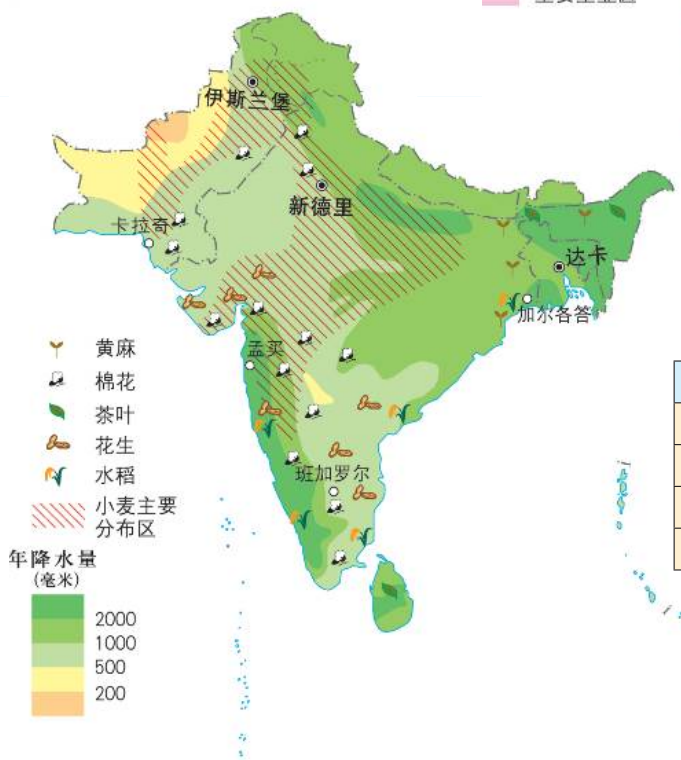 伊斯兰堡
新德里
卡拉奇
达卡
加尔各答
孟买
班加罗尔
黄麻
棉花
茶叶
花生
水稻
小麦主要
分布区
年降水量
(毫米)
2000
1000
500
200